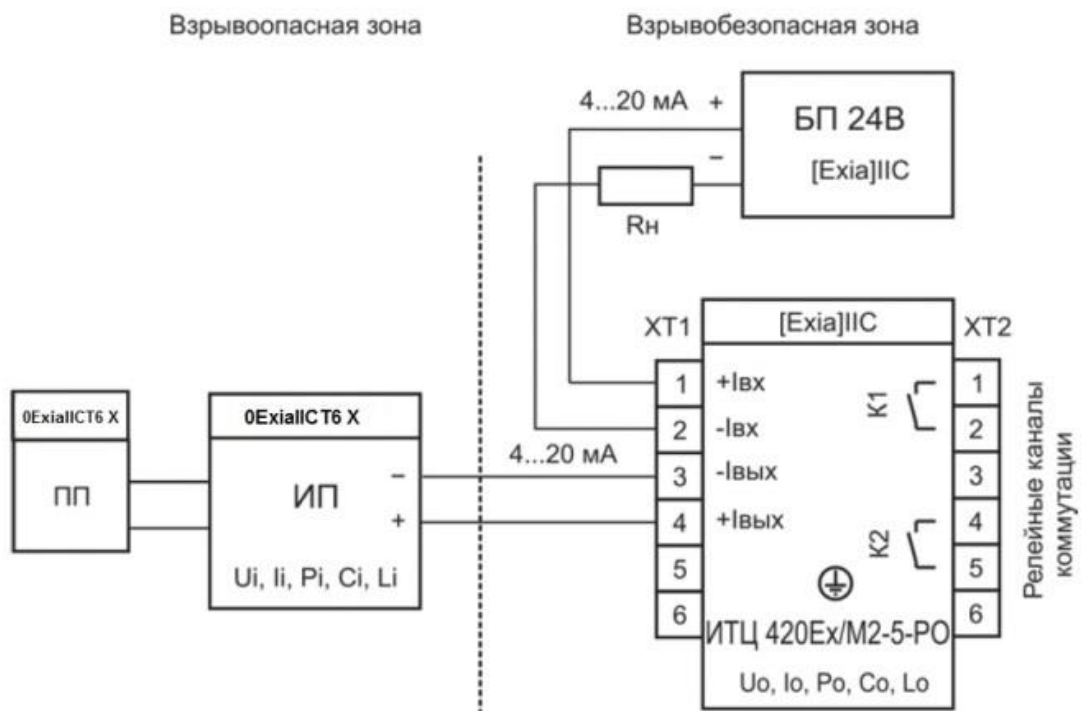 Взрывоопасная зона
Взрывобезопасная зона
4...20 мА
+
БП 24В
–
[Exia]IIC
Rн
XT1
[Exia]IIC
XT2
1
+Iвх
K1
1
2
-Iвх
2
3
-Iвых
3
4
+Iвых
K2
4
5
5
6
6
ИТЦ 420Ex/М2-5-РО
Uo, Io, Po, Co, Lo
Релейные каналы
коммутации
0ExiaIICT6 X
ПП
0ExiaIICT6 X
ИП
–
+
4...20 мА
Ui, Ii, Pi, Ci, Li